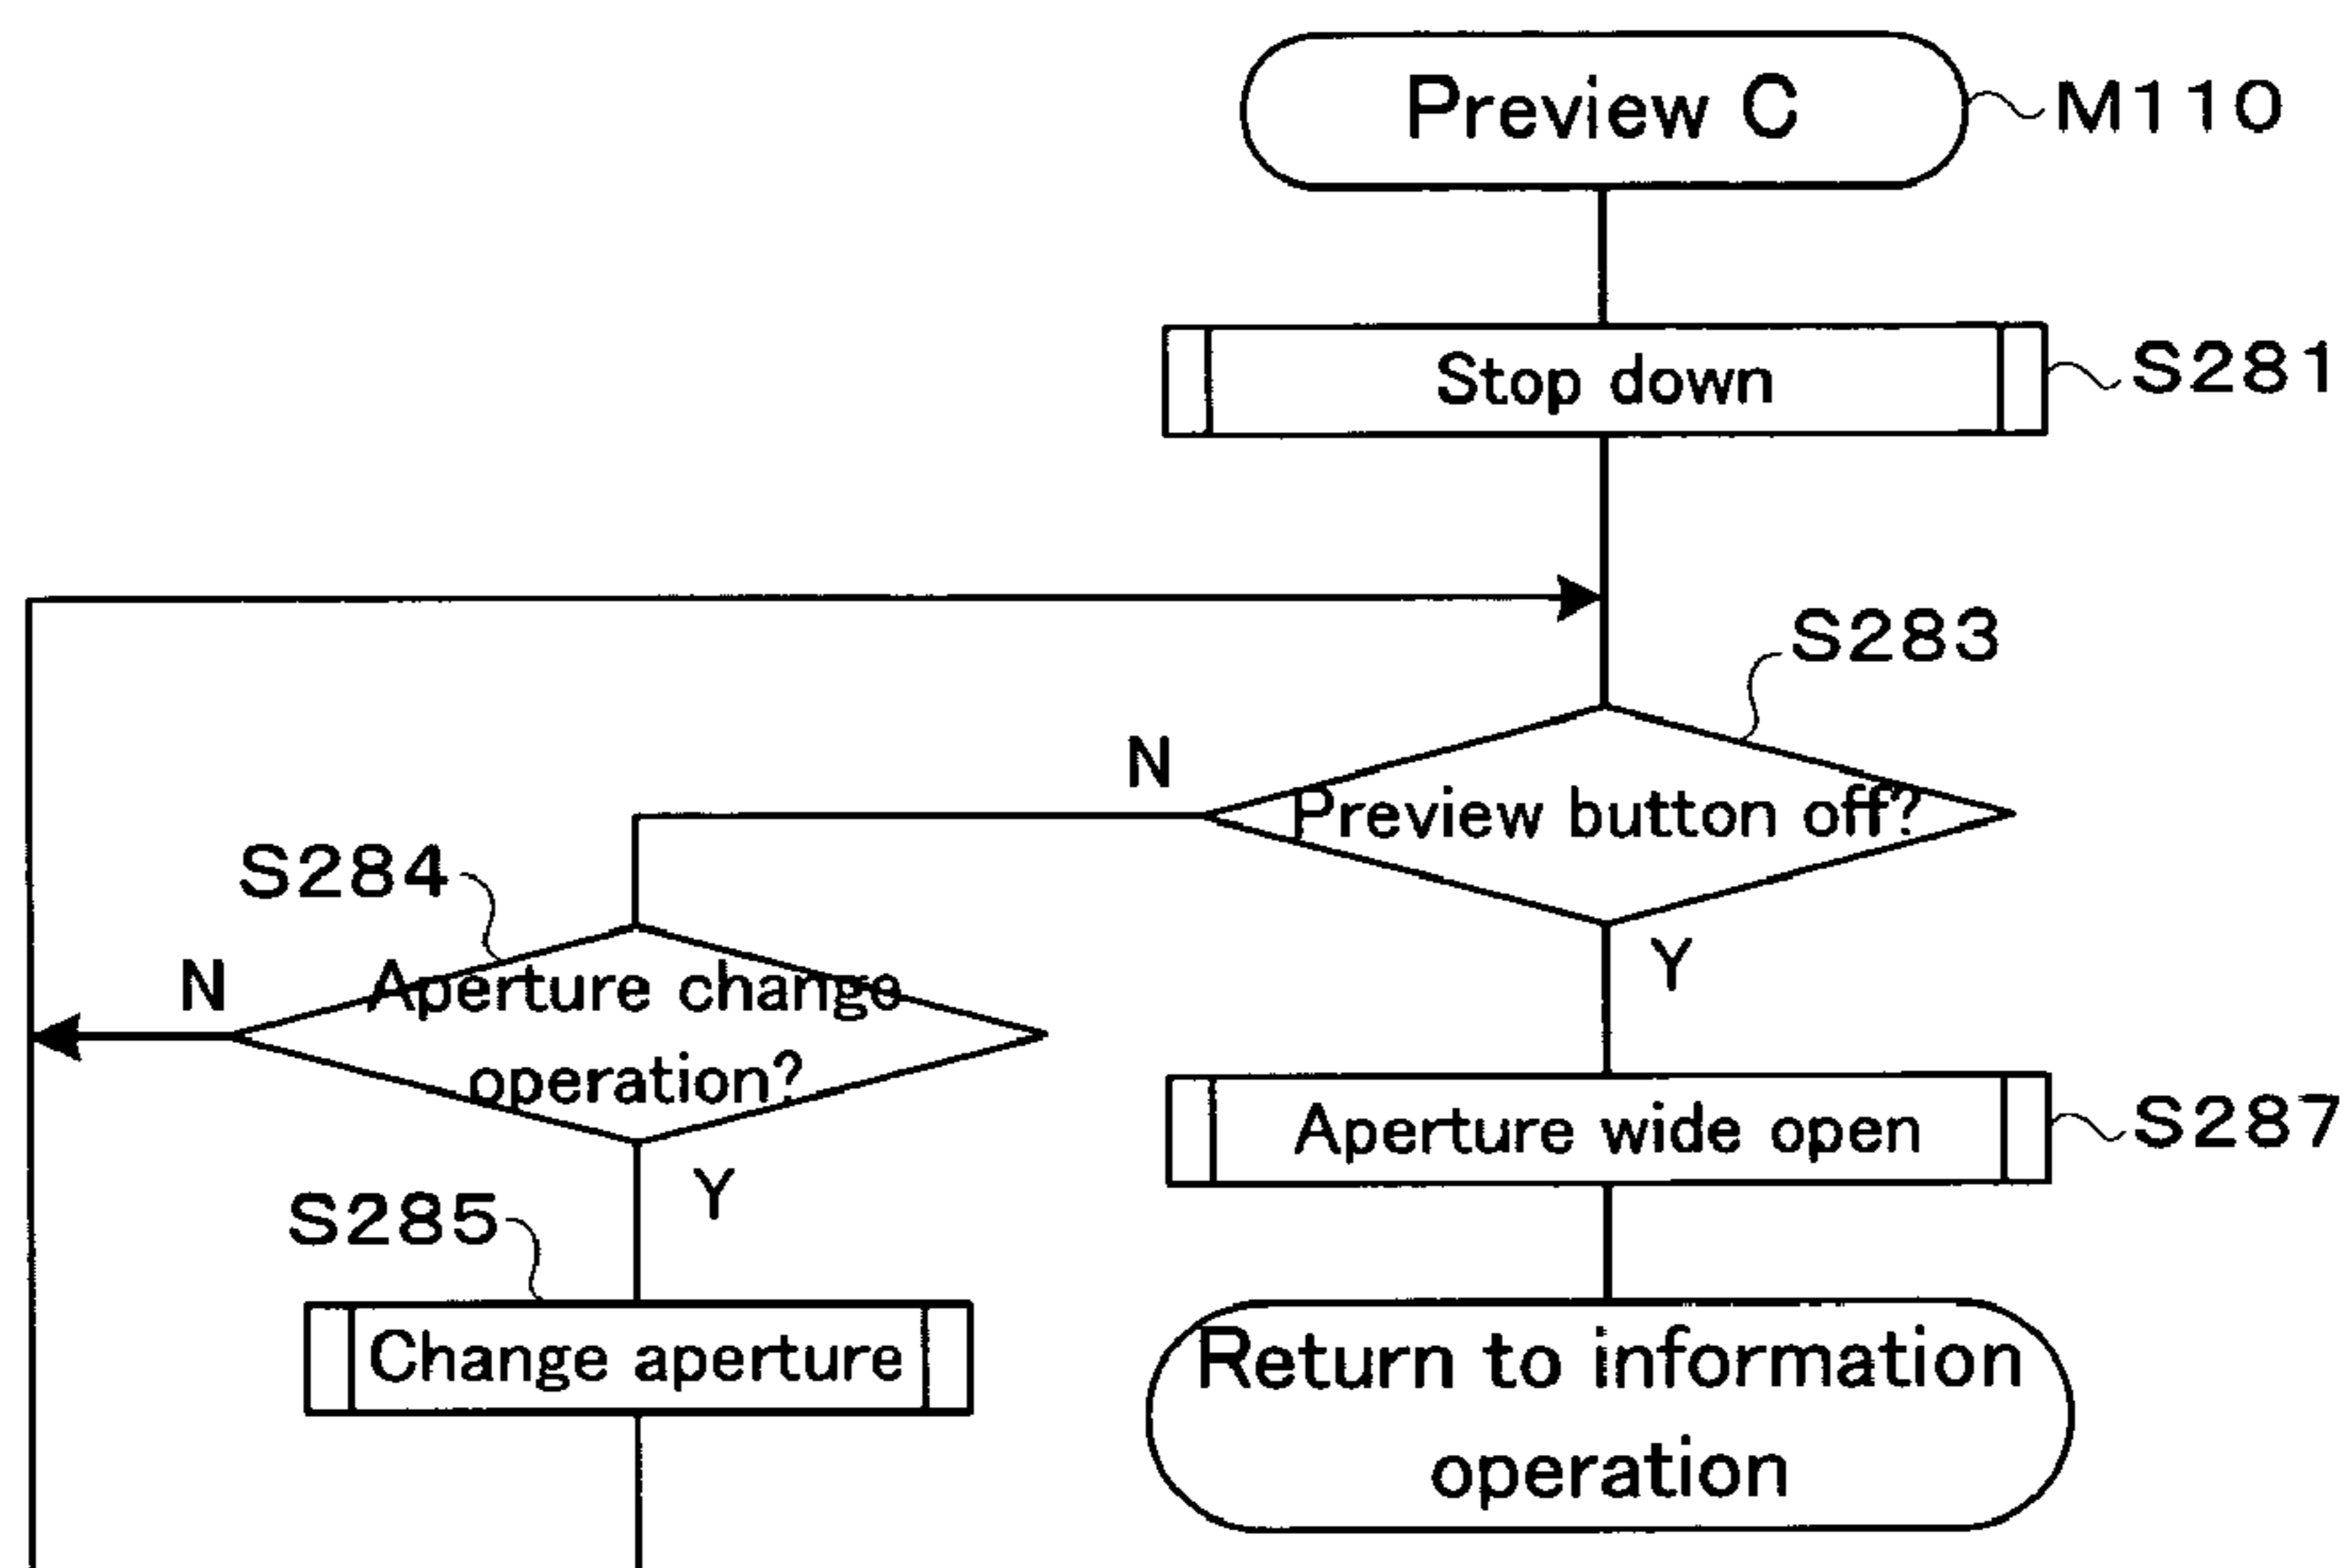 Preview C
M110
Stop down
S281
S283
N
Preview button off?
S284
Y
N
Aperture change
operation?
Aperture wide open
S287
Y
S285
Change aperture
Return to information
operation